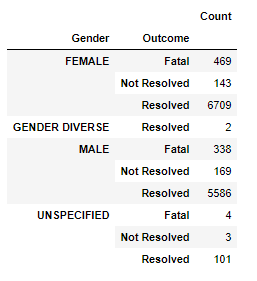 Count
Gender Outcome
FEMALE Fatal 469
Not Resolved 143
Resolved 6709
GENDER DIVERSE Resolved 2
MALE Fatal 338
Not Resolved 169
Resolved 5586
UNSPECIFIED Fatal 4
Not Resolved 3
Resolved 101